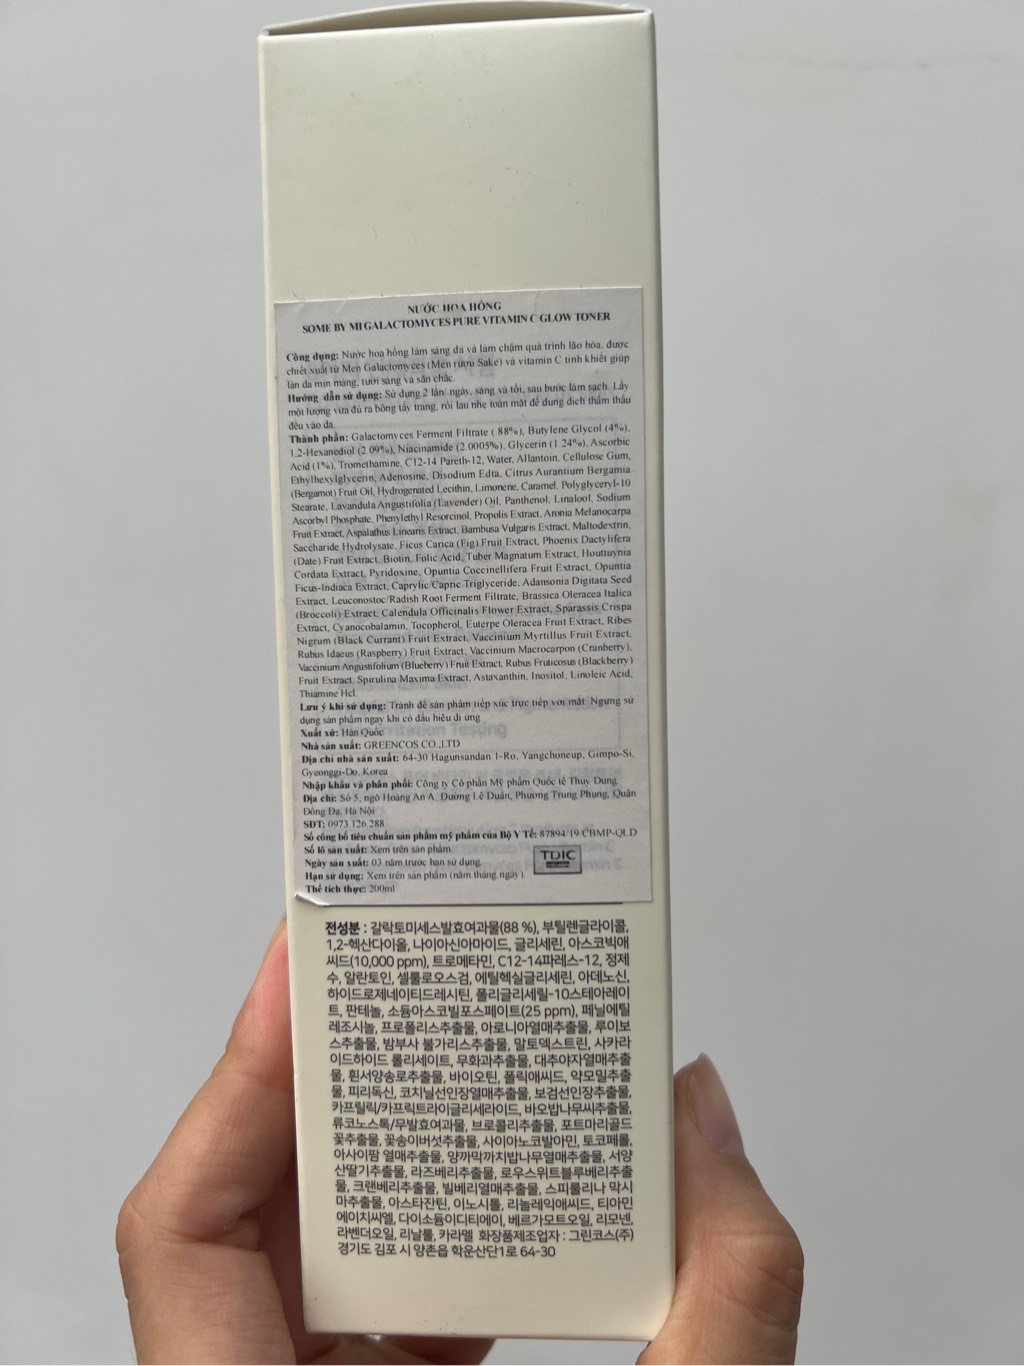 NƯỚC HOA HỒNG
SOME BY MI GALACTOMYCES PURE VITAMIN C GLOW TONER
Công dụng: Nước hoa hồng làm sáng da và làm chậm quá trình lão hóa, được
chiết xuất từ Men Galactomyces (Men rượu Sake) và vitamin C tinh khiết giúp
làn da mịn màng, tươi sáng và săn chắc.
Hướng dẫn sử dụng: Sử dụng 2 lần/ ngày, sáng và tối, sau bước làm sạch. Lấy
một lượng vừa đủ ra bông tẩy trang, rồi lau nhẹ toàn mặt để dung dịch thẩm thấu
đều vào da.
Thành phần: Galactomyces Ferment Filtrate ( 88%), Butylene Glycol (4%),
1,2-Hexanediol (2.09%), Niacinamide (2.0005%), Glycerin (1.24%), Ascorbic
Acid (1%), Tromethamine, C12-14 Pareth-12, Water, Allantoin, Cellulose Gum,
Ethylhexylglycerin, Adenosine, Disodium Edta, Citrus Aurantium Bergamia
(Bergamot) Fruit Oil, Hydrogenated Lecithin, Limonene, Caramel, Polyglyceryl-10
Stearate, Lavandula Angustifolia (Lavender) Oil, Panthenol, Linalool, Sodium
Ascorbyl Phosphate, Phenylethyl Resorcinol, Propolis Extract, Aronia Melanocarpa
Fruit Extract, Aspalathus Linearis Extract, Bambusa Vulgaris Extract, Maltodextrin,
Saccharide Hydrolysate, Ficus Carica (Fig) Fruit Extract, Phoenix Dactylifera
(Date) Fruit Extract, Biotin, Folic Acid, Tuber Magnatum Extract, Houttuynia
Cordata Extract, Pyridoxine, Opuntia Coccinellifera Fruit Extract, Opuntia
Ficus-Indiaca Extract, Caprylic/Capric Triglyceride, Adansonia Digitata Seed
Extract, Leuconostoc/Radish Root Ferment Filtrate, Brassica Oleracea Italica
(Broccoli) Extract, Calendula Officinalis Flower Extract, Sparassis Crispa
Extract, Cyanocobalamin, Tocopherol, Euterpe Oleracea Fruit Extract, Ribes
Nigrum (Black Currant) Fruit Extract, Vaccinium Myrtillus Fruit Extract,
Rubus Idaeus (Raspberry) Fruit Extract, Vaccinium Macrocarpon (Cranberry),
Vaccinium Angustifolium (Blueberry) Fruit Extract, Rubus Fruticosus (Blackberry)
Fruit Extract, Spirulina Maxima Extract, Astaxanthin, Inositol, Linoleic Acid,
Thiamine Hcl.
Lưu ý khi sử dụng: Tránh để sản phẩm tiếp xúc trực tiếp với mắt. Ngưng sử
dụng sản phẩm ngay khi có dấu hiệu dị ứng
Xuất xứ: Hàn Quốc
Nhà sản xuất: GREENCOS CO.,LTD
Địa chỉ nhà sản xuất: 64-30 Hagunsandan 1-Ro, Yangchoneup, Gimpo-Si,
Gyeonggi-Do, Korea
Nhập khẩu và phân phối: Công ty Cổ phần Mỹ phẩm Quốc tế Thùy Dung
Địa chỉ: Số 5, ngõ Hoàng An A, Đường Lê Duẩn, Phường Trung Phụng, Quận
Đống Đa, Hà Nội
SĐT: 0973 126 288
Số công bố tiêu chuẩn sản phẩm mỹ phẩm của Bộ Y Tế: 87894/19/CBMP-QLD
Số lô sản xuất: Xem trên sản phẩm.
Ngày sản xuất: 03 năm trước hạn sử dụng.
Hạn sử dụng: Xem trên sản phẩm (năm tháng ngày).
TDIC
Thể tích thực: 200ml
전성분 : 갈락토미세스발효여과물(88 %), 부틸렌글라이콜,
1,2-헥산다이올, 나이아신아마이드, 글리세린, 아스코빅애
씨드(10,000 ppm), 트로메타민, C12-14파레스-12, 정제
수, 알란토인, 셀룰로오스검, 에틸헥실글리세린, 아데노신,
하이드로제네이티드레시틴, 폴리글리세릴-10스테아레이
트, 판테놀, 소듐아스코빌포스페이트(25 ppm), 페닐에틸
레조시놀, 프로폴리스추출물, 아로니아열매추출물, 루이보
스추출물, 밤부사 불가리스추출물, 말토덱스트린, 사카라
이드하이드 롤리세이트, 무화과추출물, 대추야자열매추출
물, 흰서양송로추출물, 바이오틴, 폴릭애씨드, 약모밀추출
물, 피리독신, 코치닐선인장열매추출물, 보검선인장추출물,
카프릴릭/카프릭트라이글리세라이드, 바오밥나무씨추출물,
류코노스톡/무발효여과물, 브로콜리추출물, 포트마리골드
꽃추출물, 꽃송이버섯추출물, 사이아노코발아민, 토코페롤,
아사이팜 열매추출물, 양까막까치밥나무열매추출물, 서양
산딸기추출물, 라즈베리추출물, 로우스위트블루베리추출
물, 크랜베리추출물, 빌베리열매추출물, 스피룰리나 막시
마추출물, 아스타잔틴, 이노시톨, 리놀레익애씨드, 티아민
에이치씨엘, 다이소듐이디티에이, 베르가모트오일, 리모넨,
라벤더오일, 리날룰, 카라멜 화장품제조업자 : 그린코스(주)
경기도 김포 시 양촌읍 학운산단1로 64-30